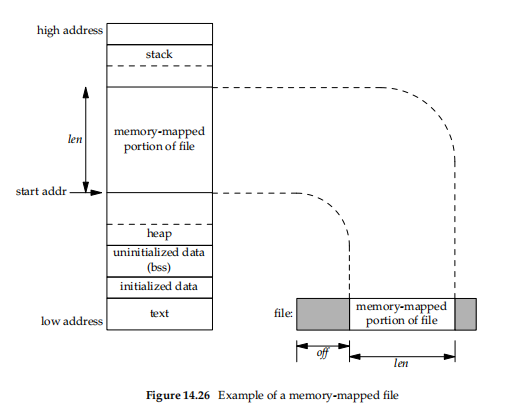 high address
stack
len
memory-mapped
portion of file
start addr
heap
uninitialized data
(bss)
initialized data
text
low address
file:
memory-mapped
portion of file
off
len
Figure 14.26 Example of a memory-mapped file